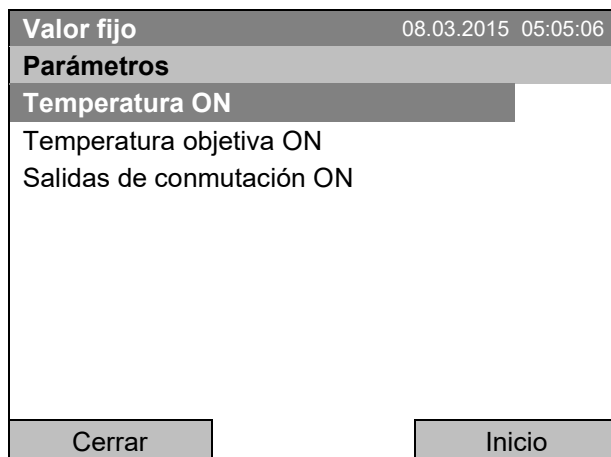 Valor fijo 08.03.2015 05:05:06
Parámetros
Temperatura ON
Temperatura objetiva ON
Salidas de conmutación ON
Cerrar Inicio